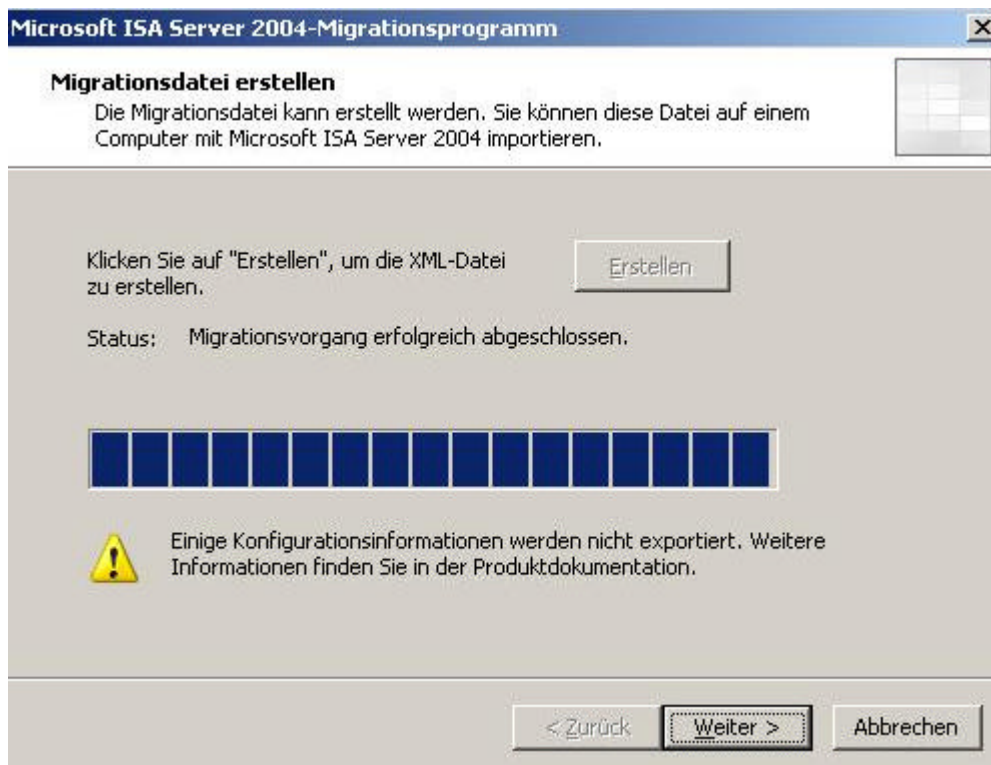 Microsoft ISA Server 2004-Migrationsprogramm
Migrationsdatei erstellen
Die Migrationsdatei kann erstellt werden. Sie können diese Datei auf einem
Computer mit Microsoft ISA Server 2004 importieren.
Klicken Sie auf "Erstellen", um die XML-Datei
zu erstellen.
Erstellen
Status: Migrationsvorgang erfolgreich abgeschlossen.
Einige Konfigurationsinformationen werden nicht exportiert. Weitere
Informationen finden Sie in der Produktdokumentation.
< Zurück Weiter > Abbrechen